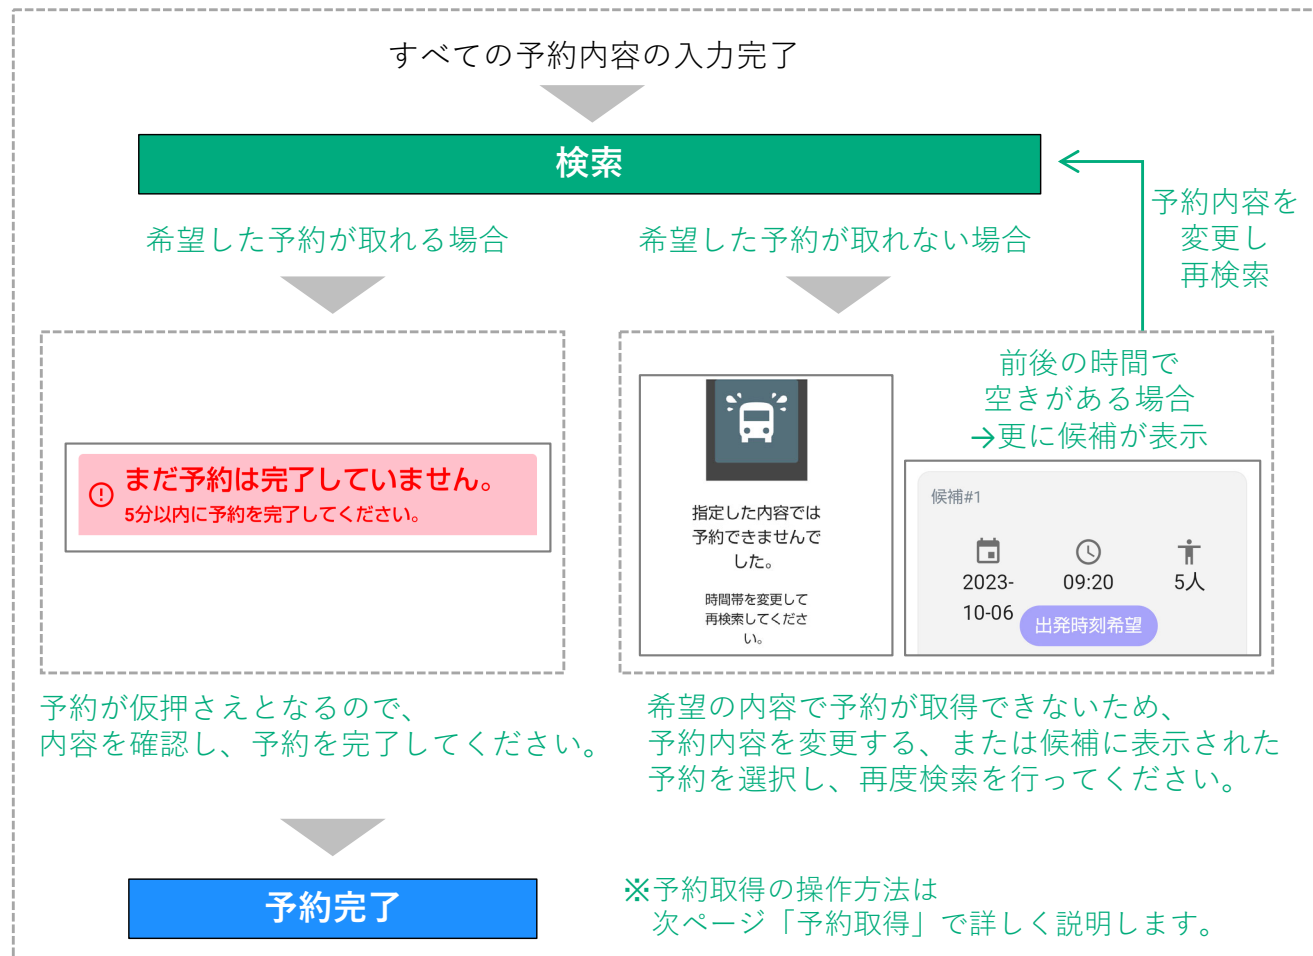 すべての予約内容の入力完了
検索
予約内容を
変更し
再検索
希望した予約が取れる場合
希望した予約が取れない場合
まだ予約は完了していません。
5分以内に予約を完了してください。
指定した内容では
予約できませんで
した。
時間帯を変更して
再検索してくださ
い。
前後の時間で
空きがある場合
→更に候補が表示
候補#1
2023-
10-06
09:20
5人
出発時刻希望
予約が仮押さえとなるので、
内容を確認し、予約を完了してください。
希望の内容で予約が取得できないため、
予約内容を変更する、または候補に表示された
予約を選択し、再度検索を行ってください。
予約完了
※予約取得の操作方法は
次ページ「予約取得」で詳しく説明します。